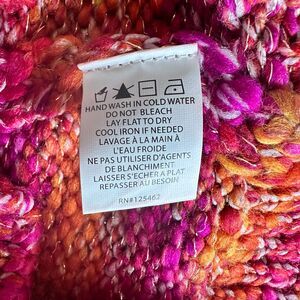 HAND WASH IN COLD WATER
DO NOT BLEACH
LAY FLAT TO DRY
COOL IRON IF NEEDED
LAVAGE À LA MAIN À
L'EAU FROIDE
NE PAS UTILISER D'AGENTS
DE BLANCHIMENT
LAISSER S'ECHER A PLAT
REPASSER AU BESOIN
RN#125462